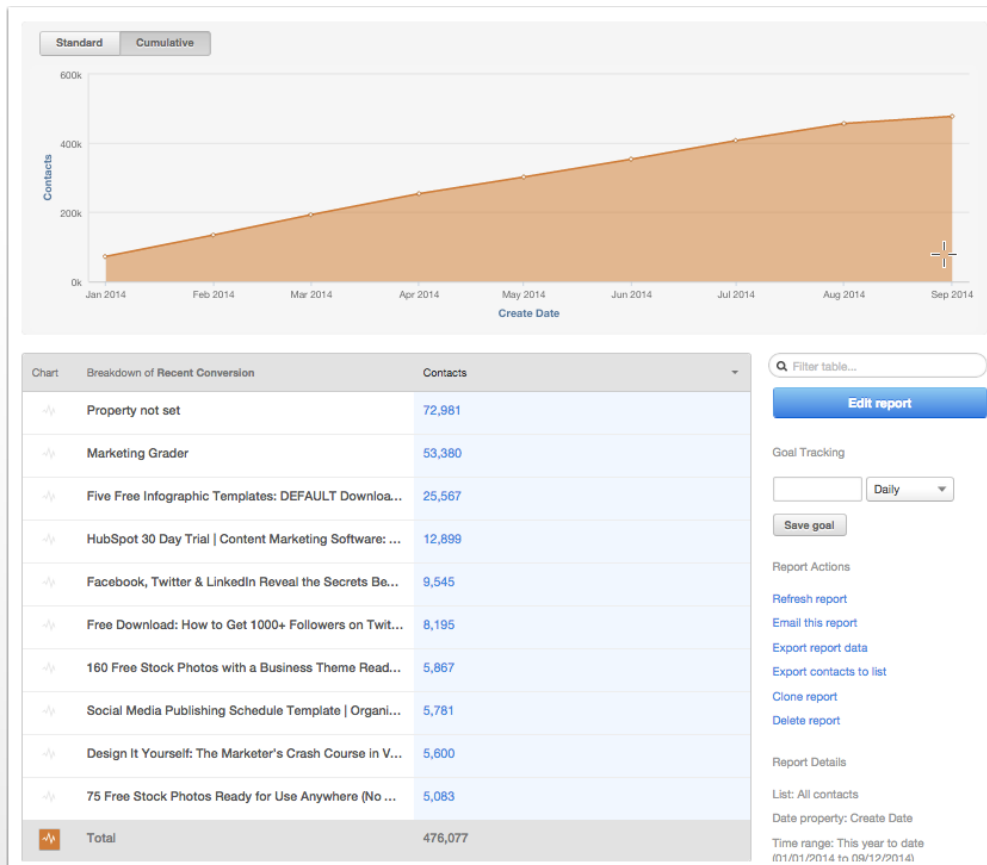 Standard Cumulative
600k
400k
200k
0k
Contacts
Jan 2014 Feb 2014 Mar 2014 Apr 2014 May 2014 Jun 2014 Jul 2014 Aug 2014 Sep 2014
Create Date
Chart Breakdown of Recent Conversion Contacts
Property not set 72,981
Marketing Grader 53,380
Five Free Infographic Templates: DEFAULT Downloa... 25,567
HubSpot 30 Day Trial | Content Marketing Software: ... 12,899
Facebook, Twitter & LinkedIn Reveal the Secrets Be... 9,545
Free Download: How to Get 1000+ Followers on Twit... 8,195
160 Free Stock Photos with a Business Theme Read... 5,867
Social Media Publishing Schedule Template | Organi... 5,781
Design It Yourself: The Marketer's Crash Course in V... 5,600
75 Free Stock Photos Ready for Use Anywhere (No ... 5,083
Total 476,077
Filter table...
Edit report
Goal Tracking
Daily
Save goal
Report Actions
Refresh report
Email this report
Export report data
Export contacts to list
Clone report
Delete report
Report Details
List: All contacts
Date property: Create Date
Time range: This year to date
(01/01/2014 to 09/12/2014)